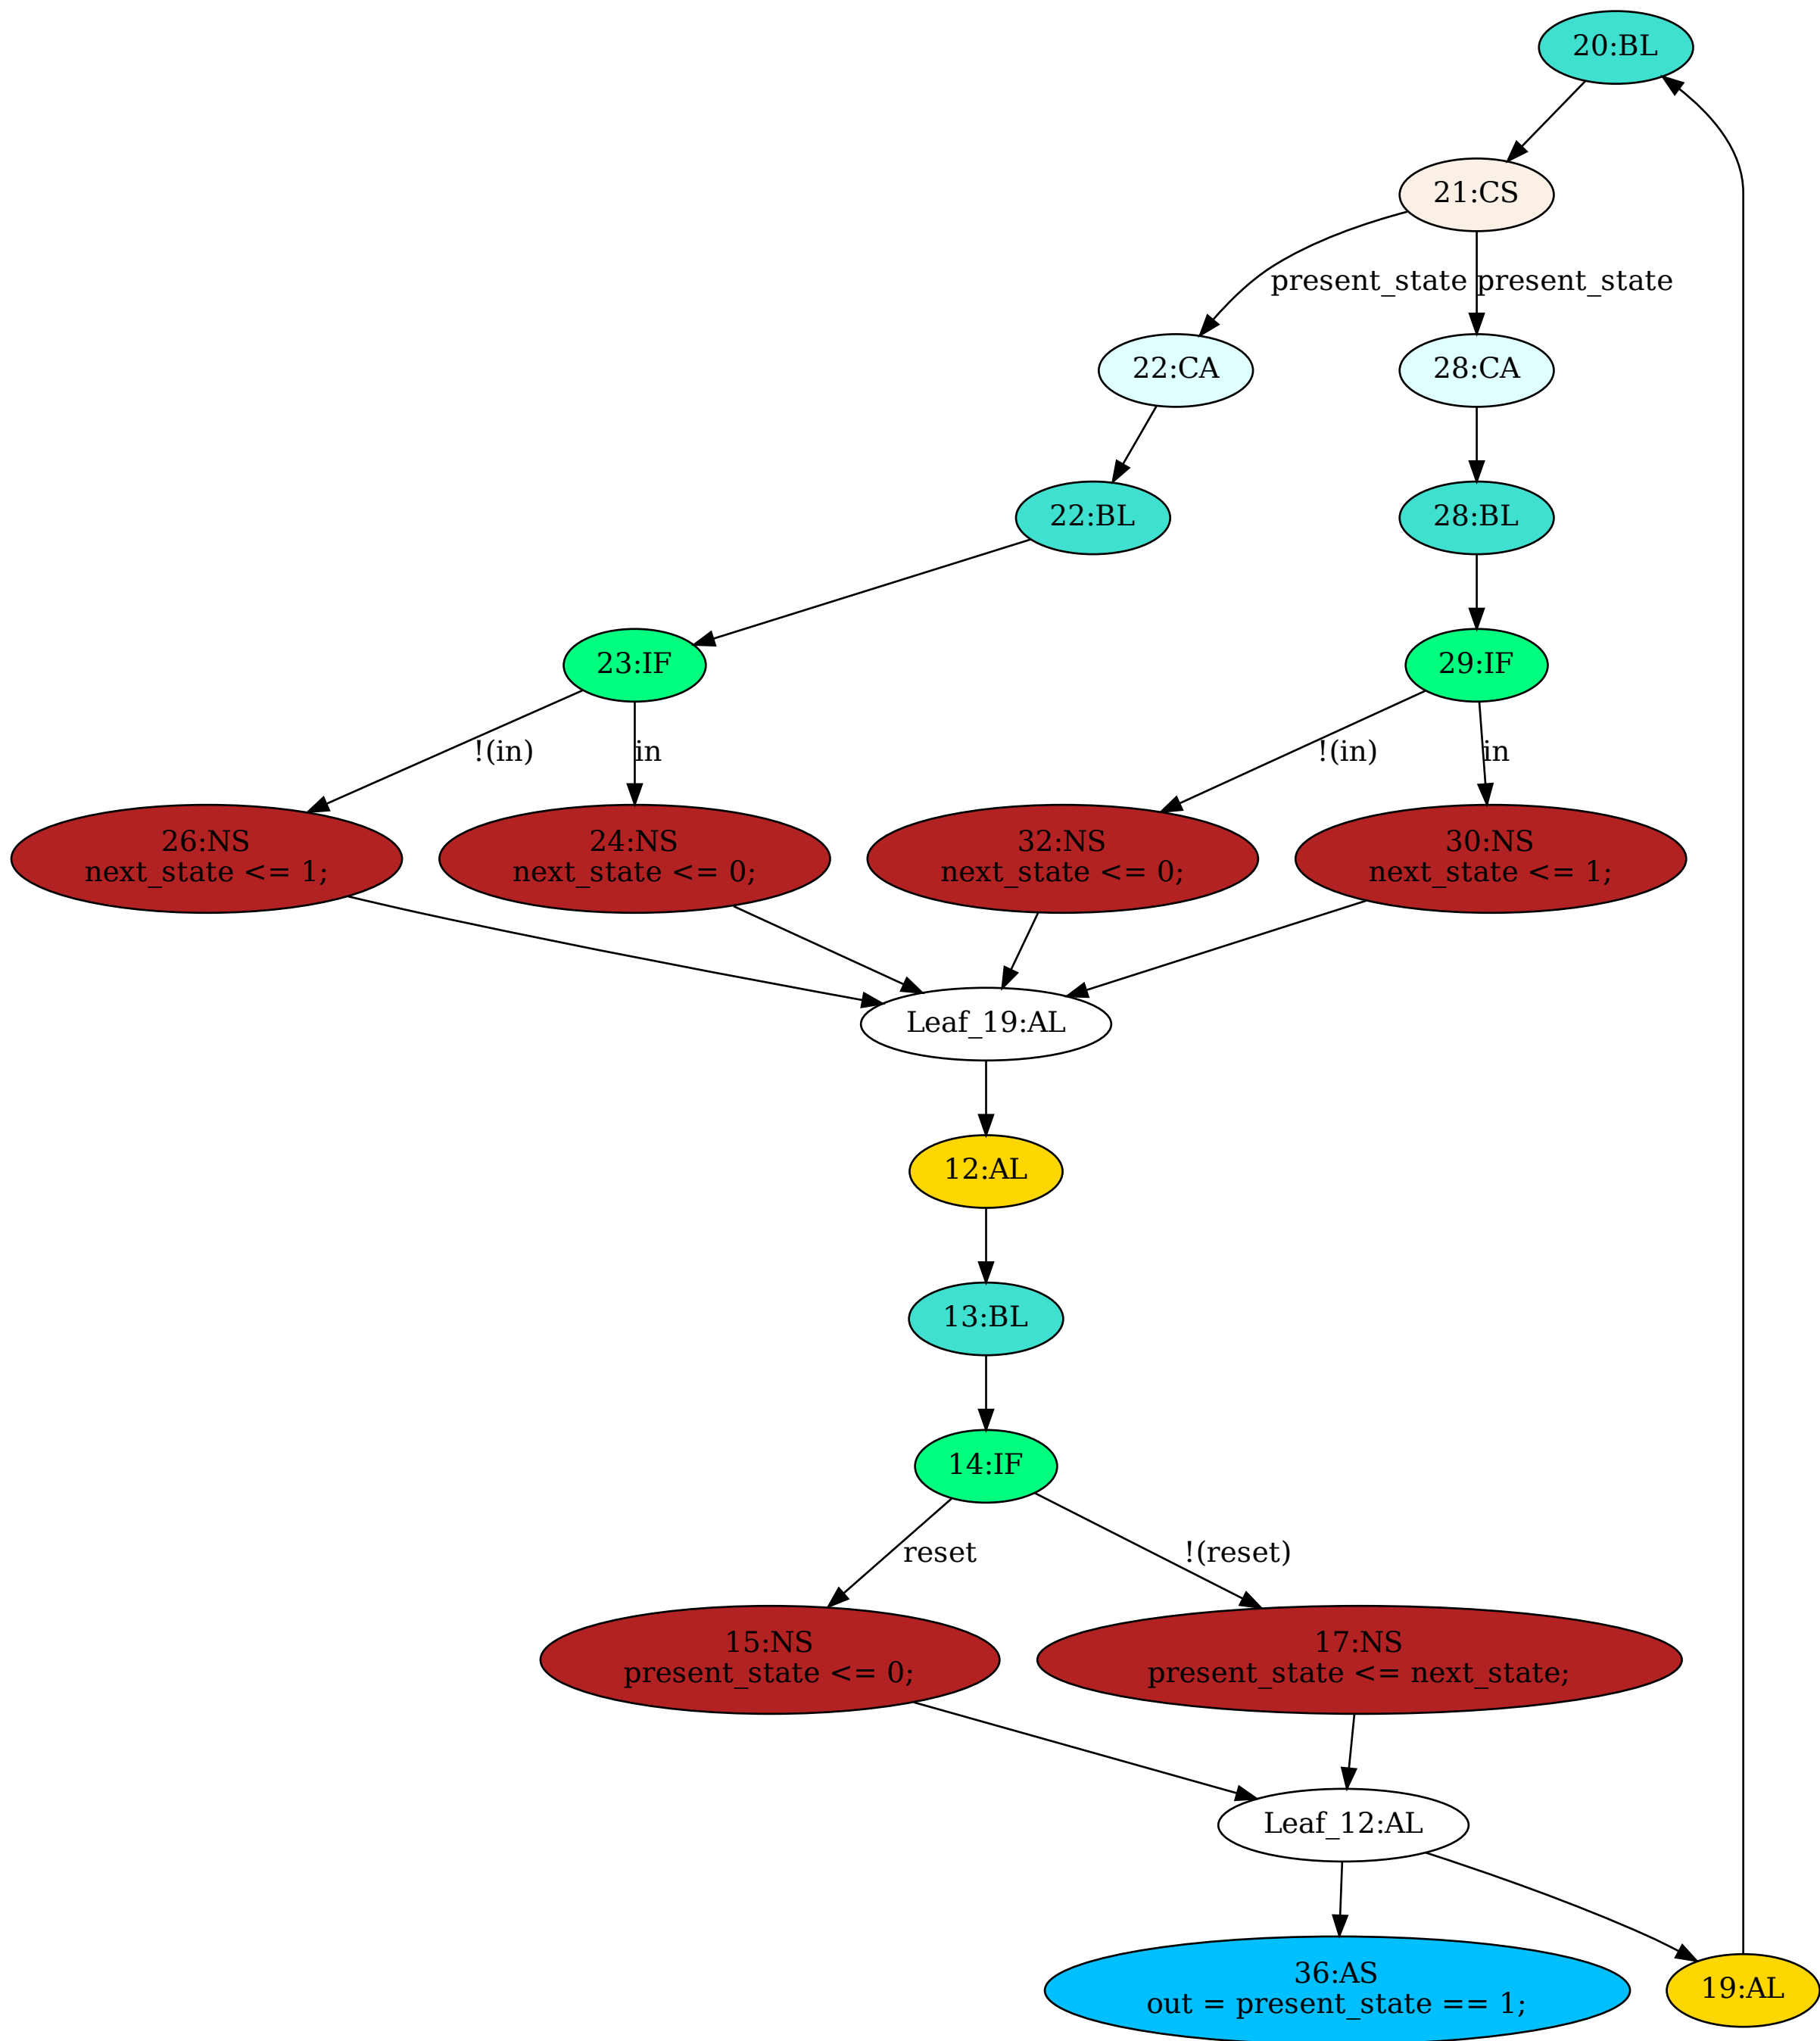 20:BL
21:CS
present_state
present_state
22:CA
28:CA
22:BL
28:BL
23:IF
29:IF
!(in)
in
!(in)
in
26:NS
next_state <= 1;
24:NS
next_state <= 0;
32:NS
next_state <= 0;
30:NS
next_state <= 1;
Leaf_19:AL
12:AL
13:BL
14:IF
reset
!(reset)
15:NS
present_state <= 0;
17:NS
present_state <= next_state;
Leaf_12:AL
36:AS
out = present_state == 1;
19:AL